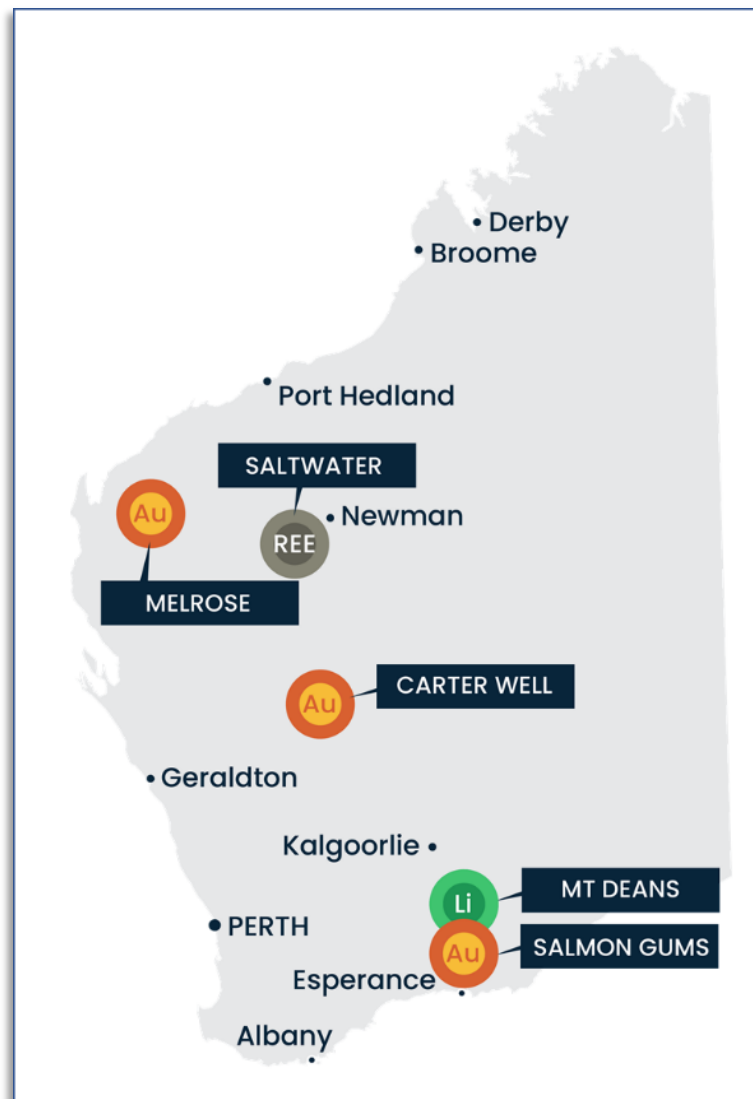 Derby
Broome
Port Hedland
SALTWATER
Au
Newman
REE
MELROSE
CARTER WELL
Au
Geraldton
Kalgoorlie
MT DEANS
Li
PERTH
SALMON GUMS
Au
Esperance
Albany